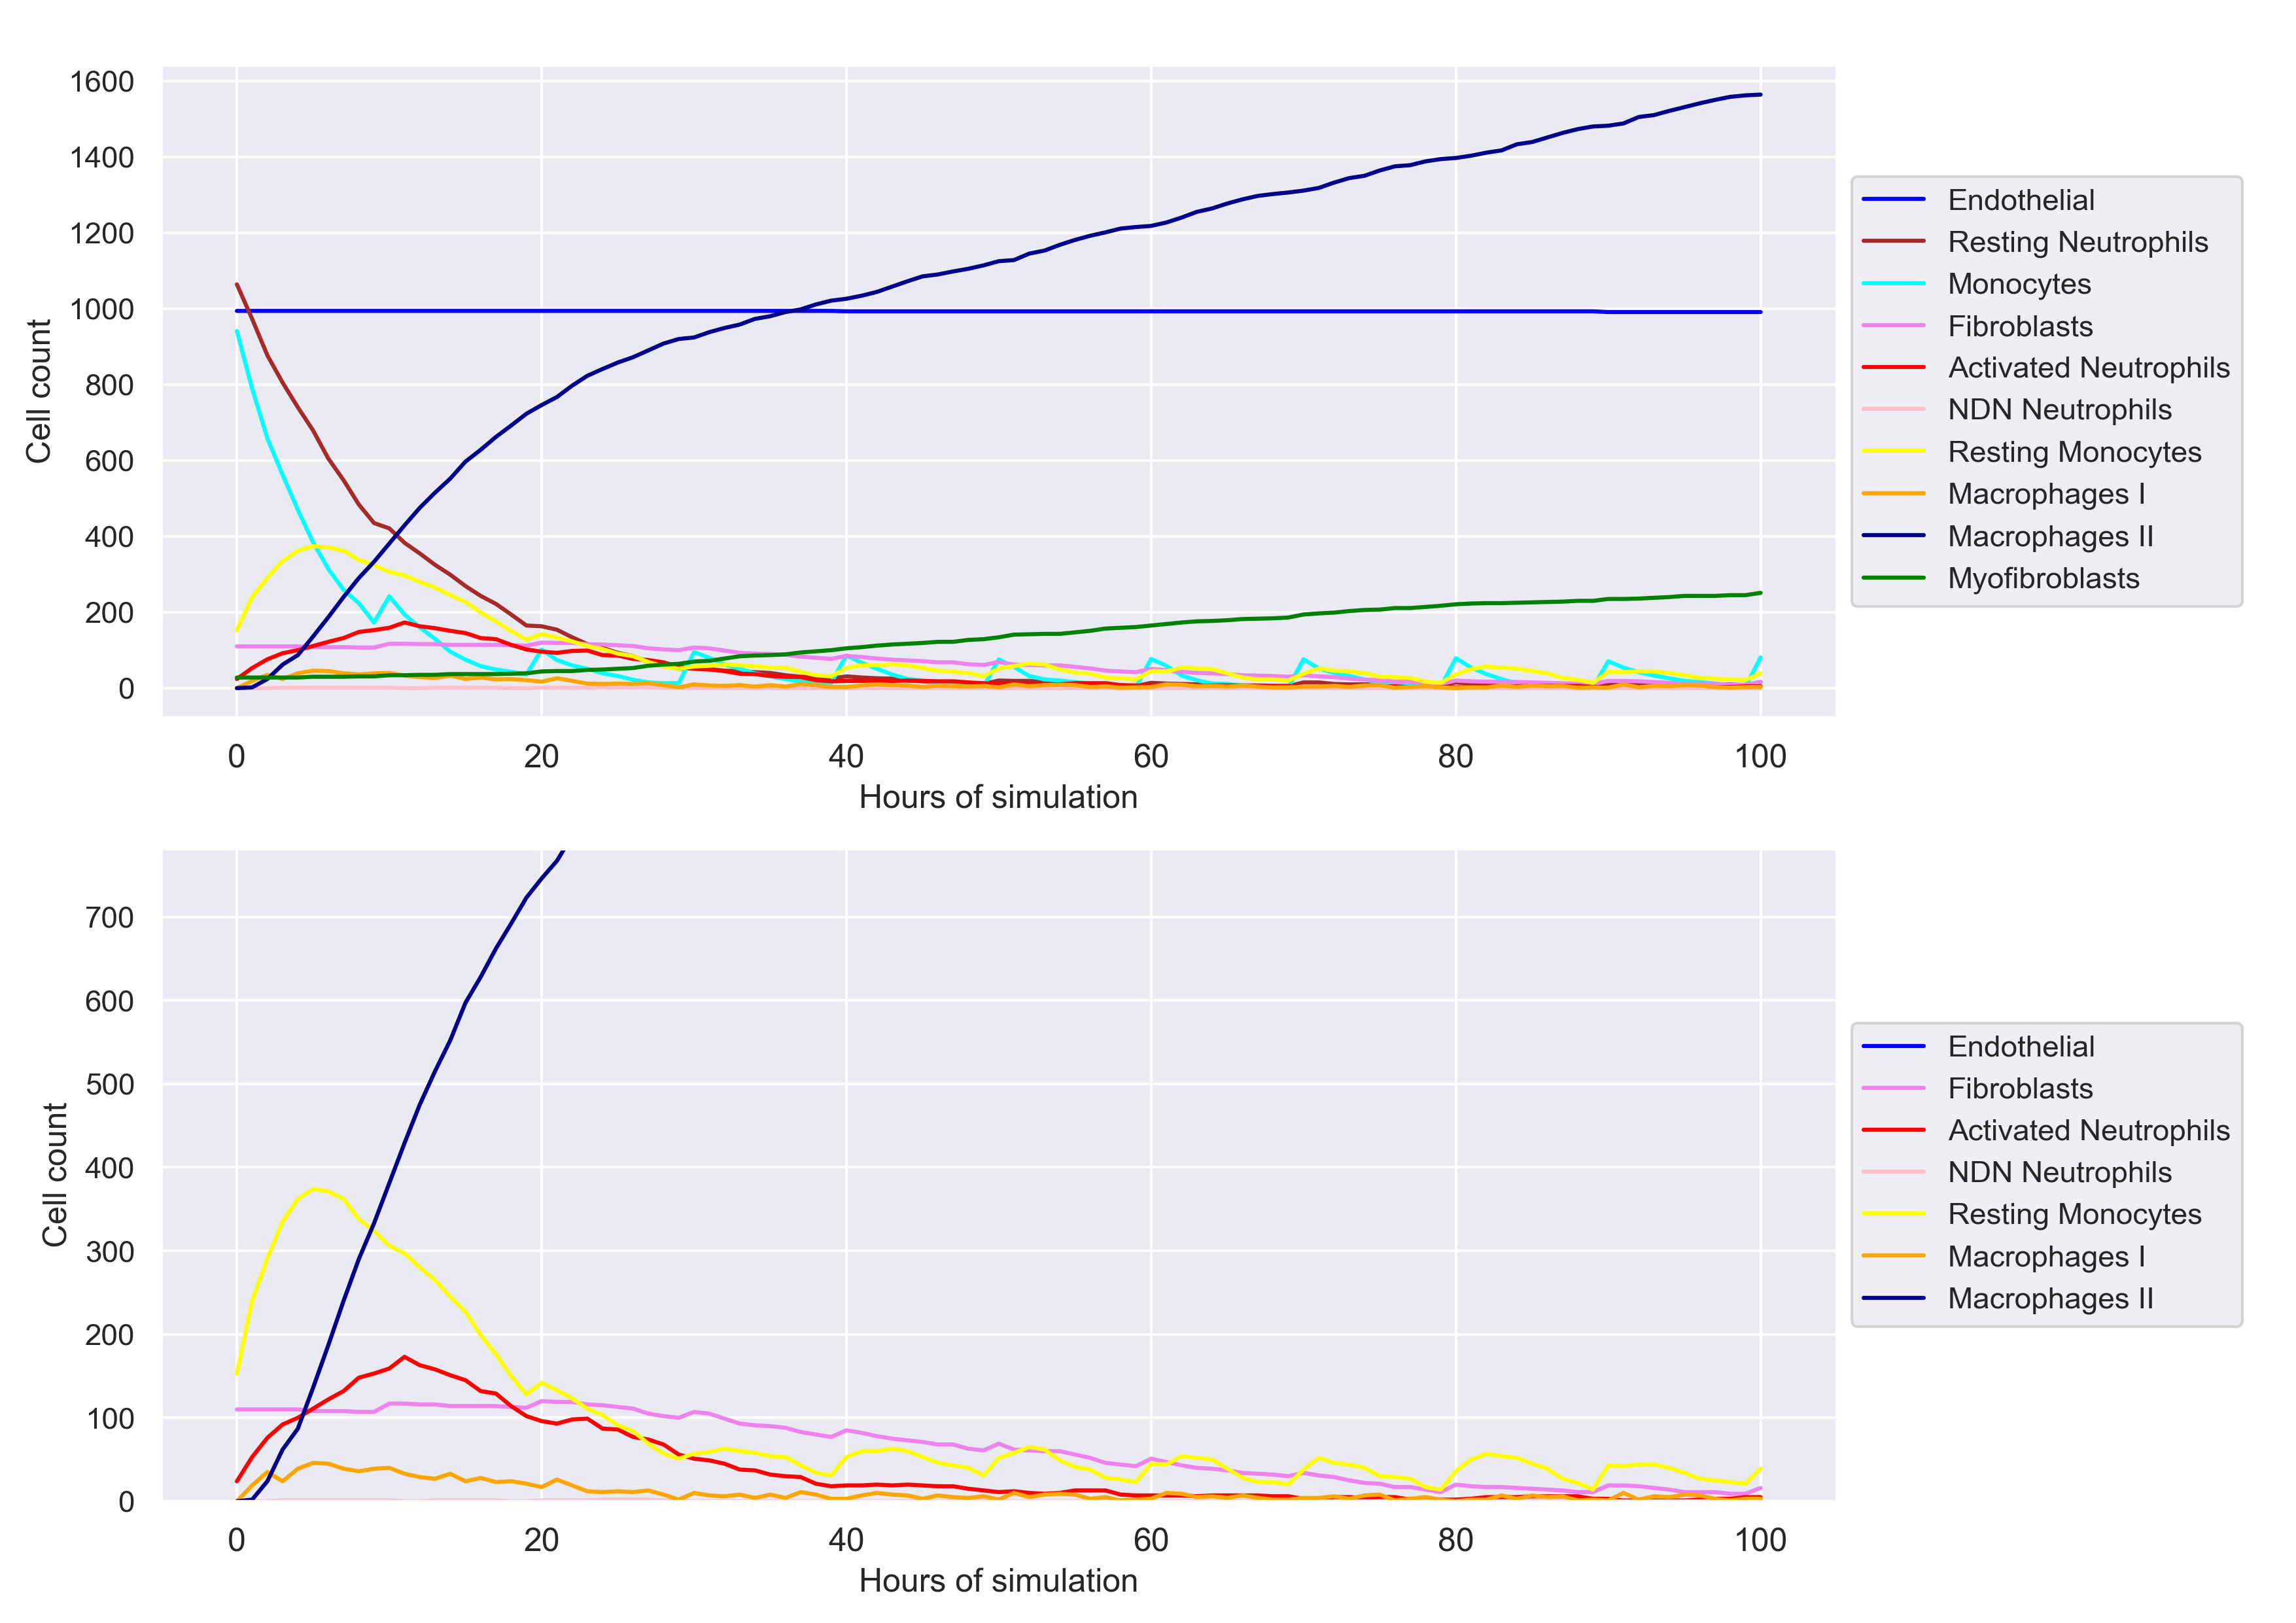 1600
1400
1200
1000
800
600
400
200
0
Cell count
0 20 40 60 80 100
Hours of simulation
Endothelial
Resting Neutrophils
Monocytes
Fibroblasts
Activated Neutrophils
NDN Neutrophils
Resting Monocytes
Macrophages I
Macrophages II
Myofibroblasts
700
600
500
400
300
200
100
0
Cell count
0 20 40 60 80 100
Hours of simulation
Endothelial
Fibroblasts
Activated Neutrophils
NDN Neutrophils
Resting Monocytes
Macrophages I
Macrophages II